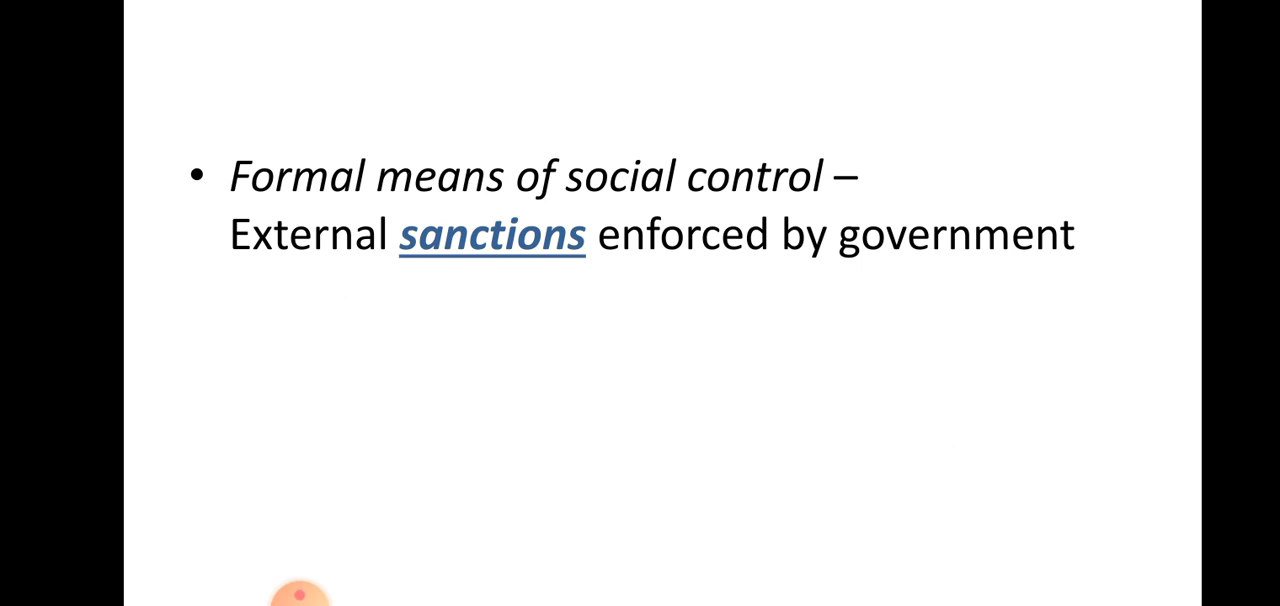 • Formal means of social control –
External sanctions enforced by government